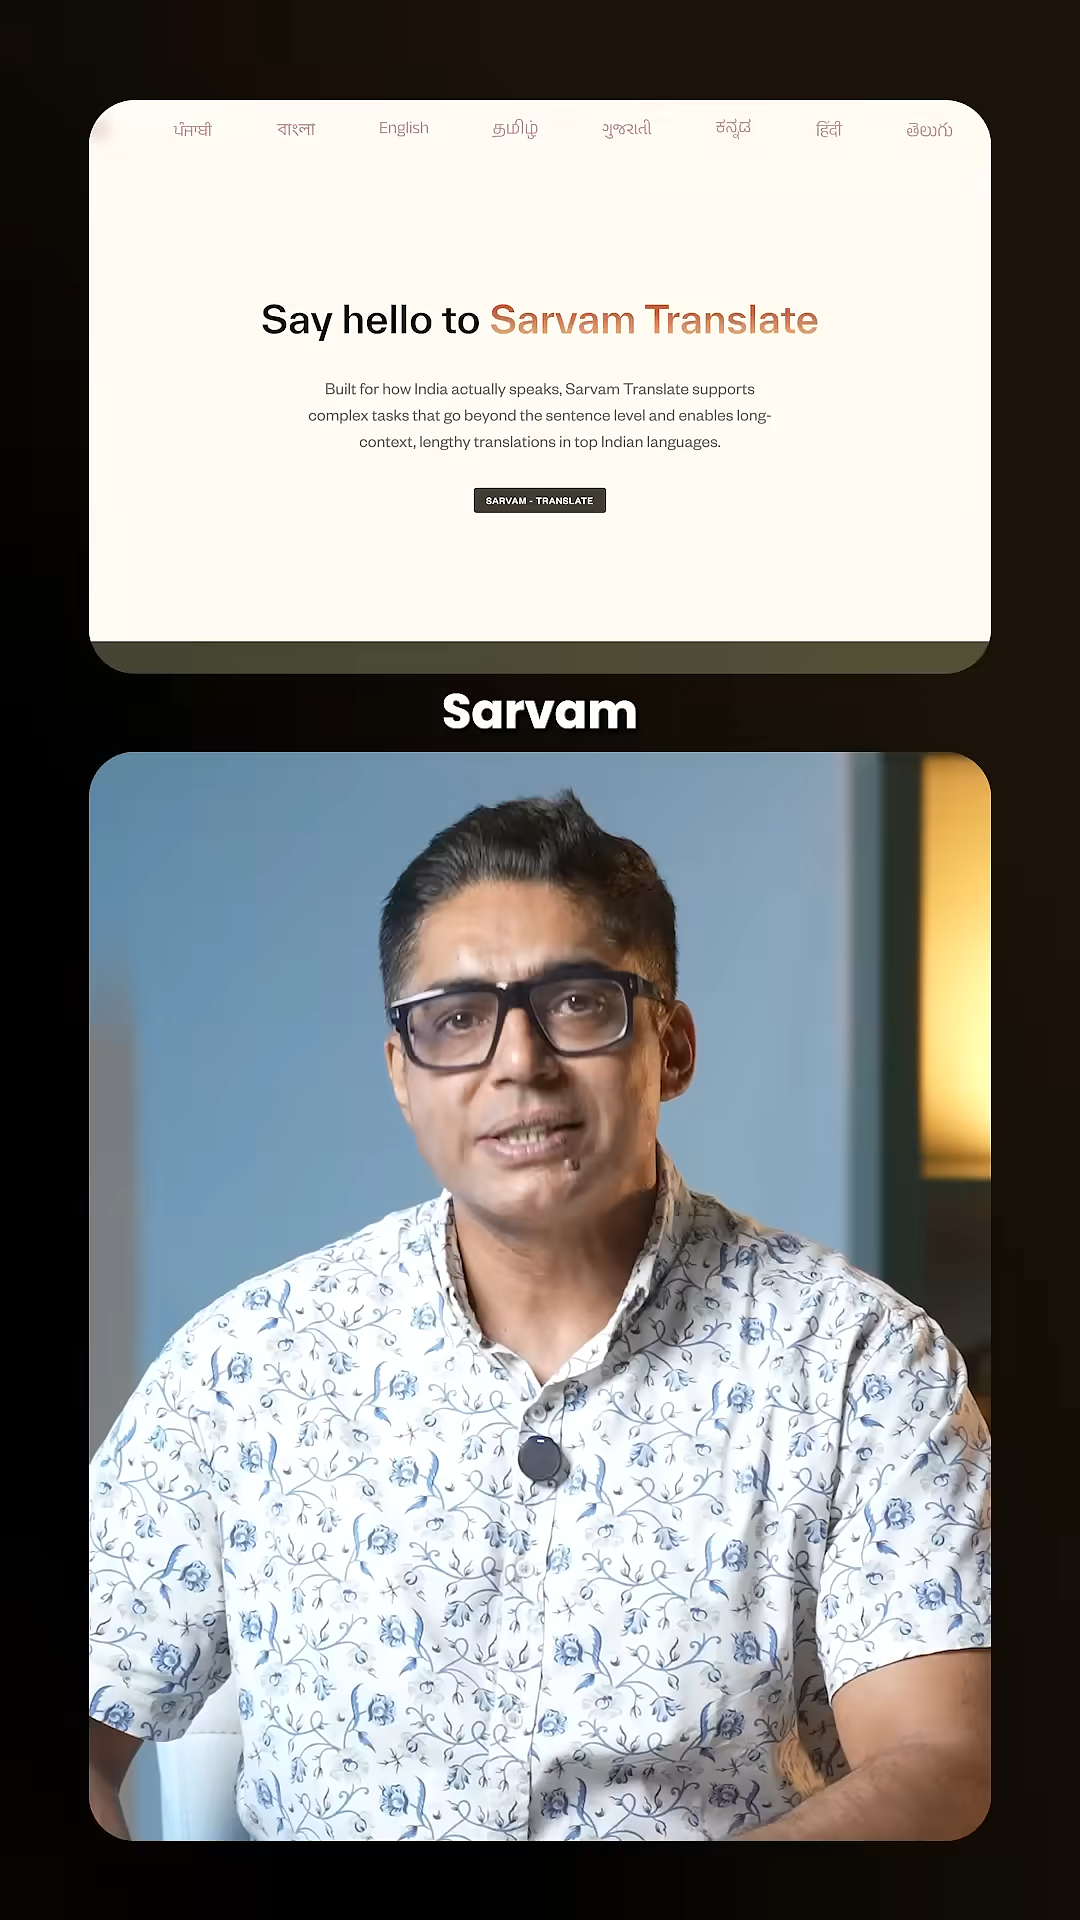 ਪੰਜਾਬੀ বাংলা English தமிழ் ગુજરાતી ಕನ್ನಡ हिंदी తెలుగు
Say hello to Sarvam Translate
Built for how India actually speaks, Sarvam Translate supports
complex tasks that go beyond the sentence level and enables long-
context, lengthy translations in top Indian languages.
SARVAM - TRANSLATE
Sarvam